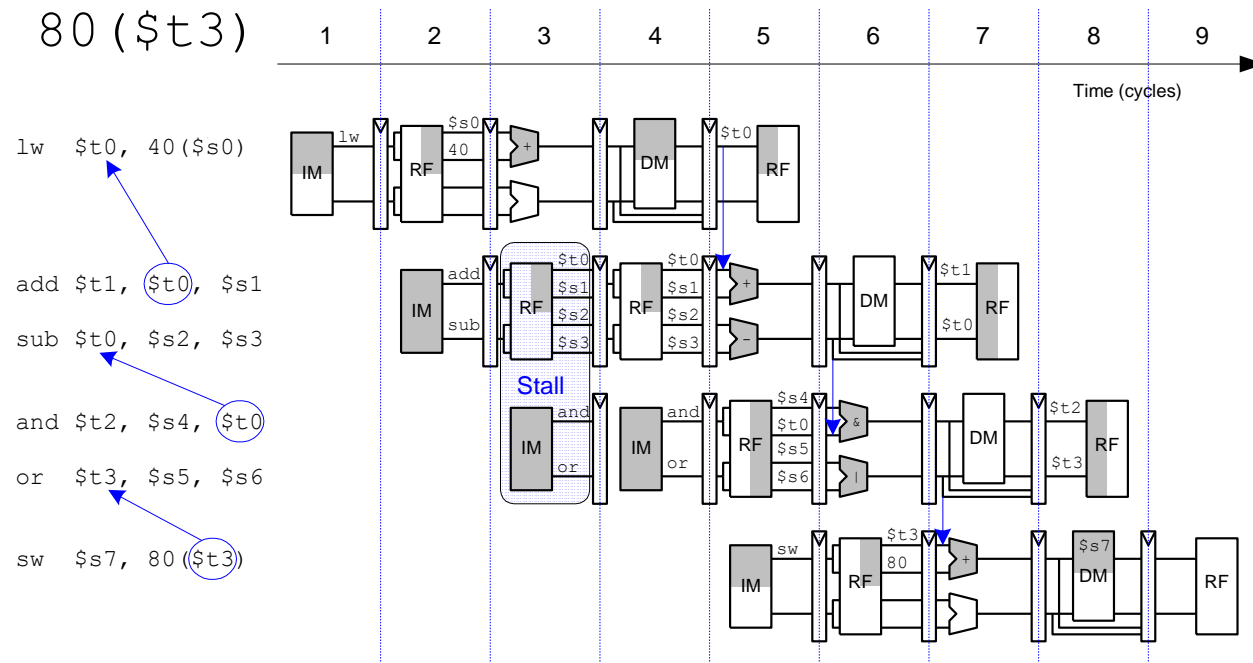 80($t3)
1 2 3 4 5 6 7 8 9
Time (cycles)
lw $t0, 40($s0)
IM lw RF $s0 40 + DM $t0 RF
add $t1, $t0, $s1
sub $t0, $s2, $s3
IM add sub RF $t0 $s1 $s2 $s3 RF $t0 $s1 $s2 $s3 + - DM $t1 $t0 RF
Stall
and $t2, $s4, $t0
or $t3, $s5, $s6
IM and or IM and or RF $s4 $t0 $s5 $s6 & | DM $t2 $t3 RF
sw $s7, 80($t3)
IM sw RF $t3 80 + $s7 DM RF